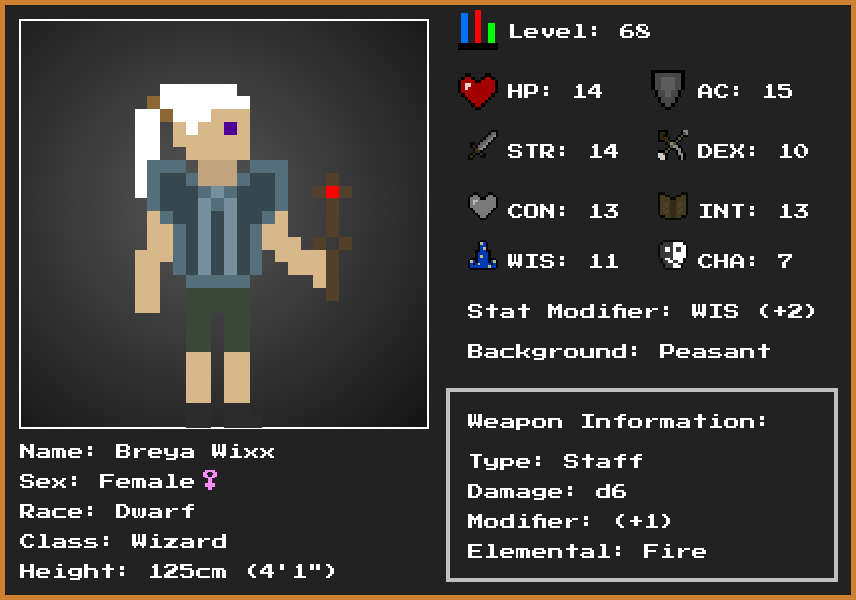 Level: 68
HP: 14 AC: 15
STR: 14 DEX: 10
CON: 13 INT: 13
WIS: 11 CHA: 7
Stat Modifier: WIS (+2)
Background: Peasant
Weapon Information:
Type: Staff
Damage: d6
Modifier: (+1)
Elemental: Fire
Name: Breya Wixx
Sex: Female♀
Race: Dwarf
Class: Wizard
Height: 125cm (4'1")